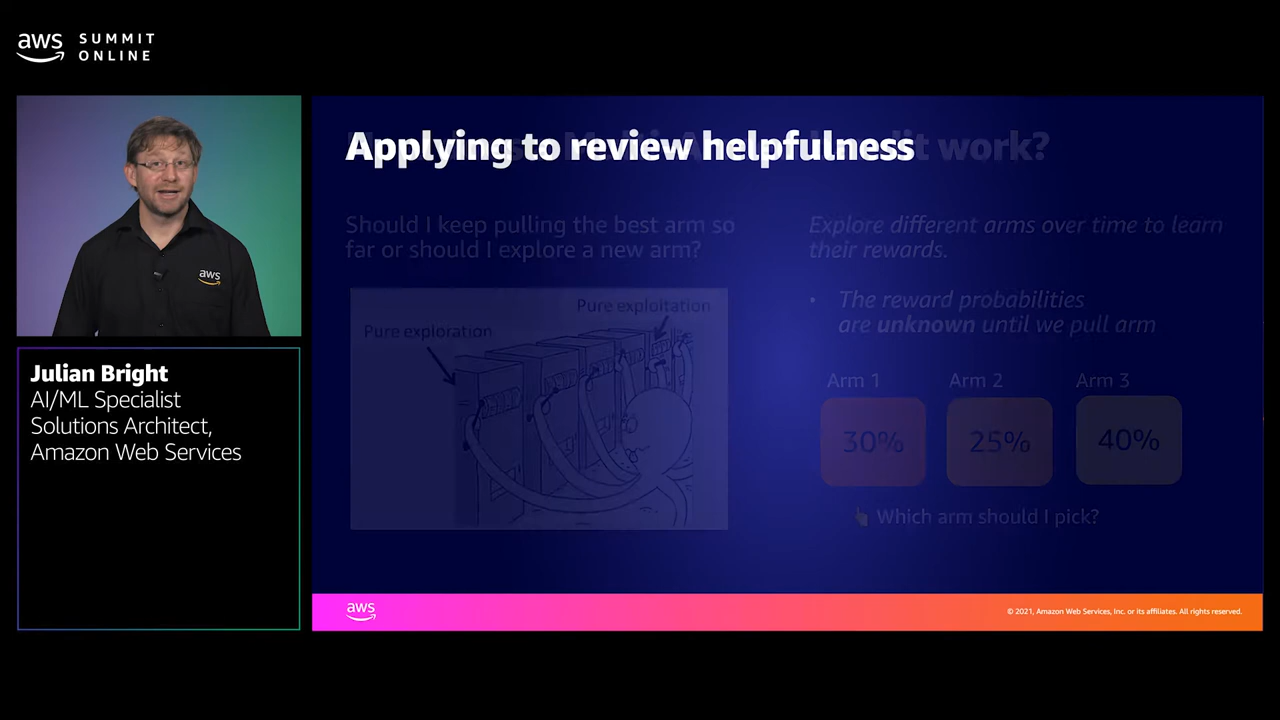 aws
SUMMIT
ONLINE
Applying to review helpfulness
work?
Should I keep pulling the best arm so
far or should I explore a new arm?
Pure exploration
Pure exploitation
Explore different arms over time to learn
their rewards.
• The reward probabilities
are unknown until we pull arm
Arm 1
Arm 2
Arm 3
30%
25%
40%
Which arm should I pick?
aws
Julian Bright
AI/ML Specialist
Solutions Architect,
Amazon Web Services
aws
© 2021, Amazon Web Services, Inc. or its affiliates. All rights reserved.